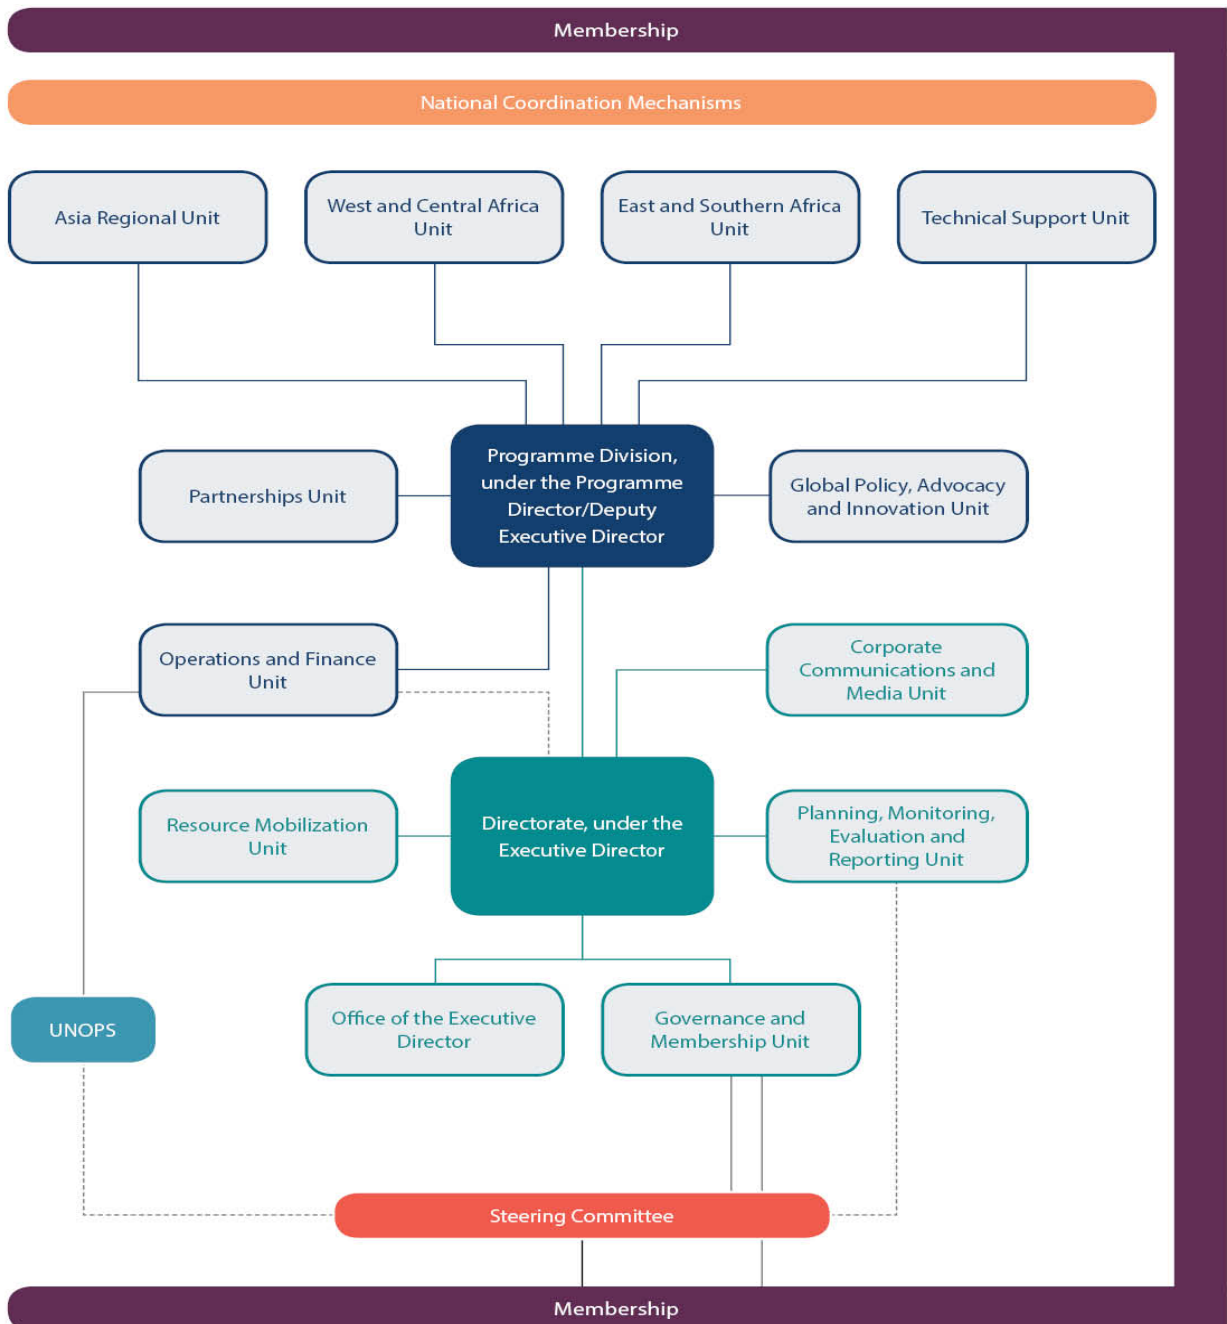 Membership
National Coordination Mechanisms
Asia Regional Unit
West and Central Africa
Unit
East and Southern Africa
Unit
Technical Support Unit
Partnerships Unit
Programme Division,
under the Programme
Director/Deputy
Executive Director
Global Policy, Advocacy
and Innovation Unit
Operations and Finance
Unit
Corporate
Communications and
Media Unit
Resource Mobilization
Unit
Directorate, under the
Executive Director
Planning, Monitoring,
Evaluation and
Reporting Unit
UNOPS
Office of the Executive
Director
Governance and
Membership Unit
Steering Committee
Membership